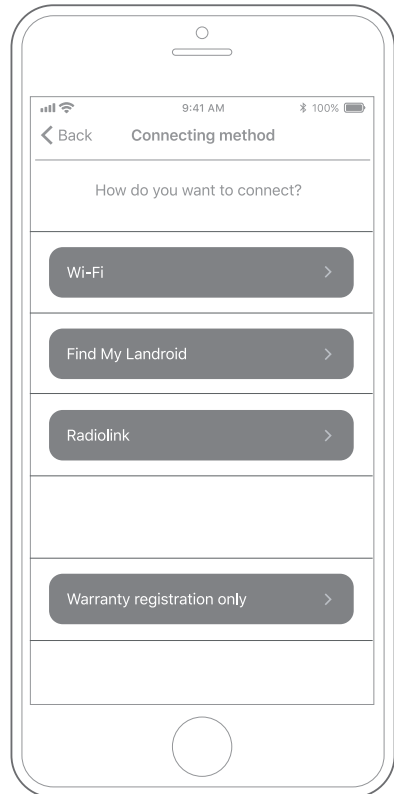 9:41 AM 100%
Back Connecting method
How do you want to connect?
Wi-Fi
Find My Landroid
Radiolink
Warranty registration only